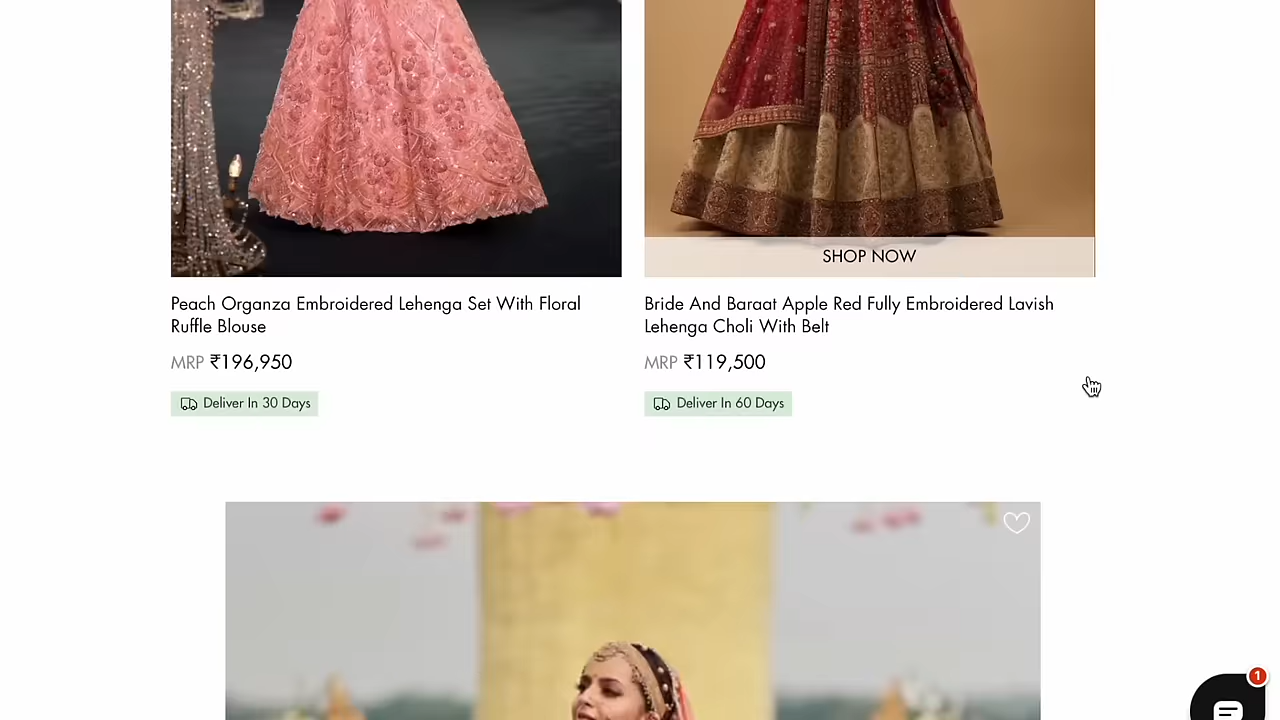 SHOP NOW
Peach Organza Embroidered Lehenga Set With Floral
Ruffle Blouse
MRP ₹196,950
Deliver In 30 Days
Bride And Baraat Apple Red Fully Embroidered Lavish
Lehenga Choli With Belt
MRP ₹119,500
Deliver In 60 Days
1